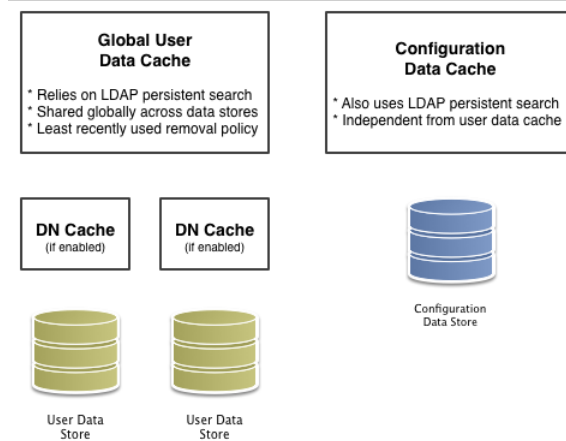 Global User
Data Cache
* Relies on LDAP persistent search
* Shared globally across data stores
* Least recently used removal policy
Configuration
Data Cache
* Also uses LDAP persistent search
* Independent from user data cache
DN Cache
(if enabled)
DN Cache
(if enabled)
Configuration
Data Store
User Data
Store
User Data
Store